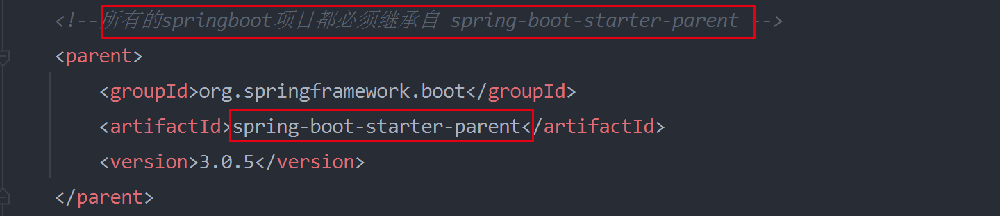 <!--所有的springboot项目都必须继承自 spring-boot-starter-parent -->
<parent>
<groupId>org.springframework.boot</groupId>
<artifactId>spring-boot-starter-parent</artifactId>
<version>3.0.5</version>
</parent>